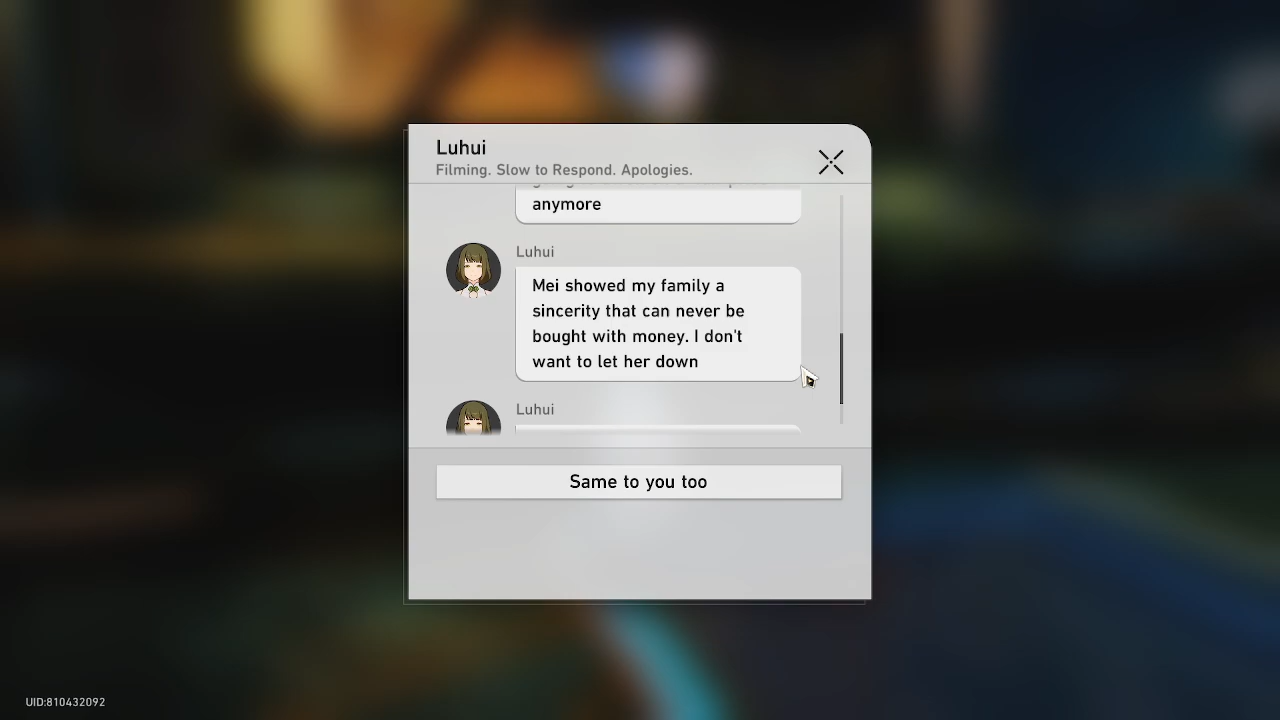 Luhui
Filming. Slow to Respond. Apologies.
anymore
Luhui
Mei showed my family a
sincerity that can never be
bought with money. I don't
want to let her down
Luhui
Same to you too
UID:810432092